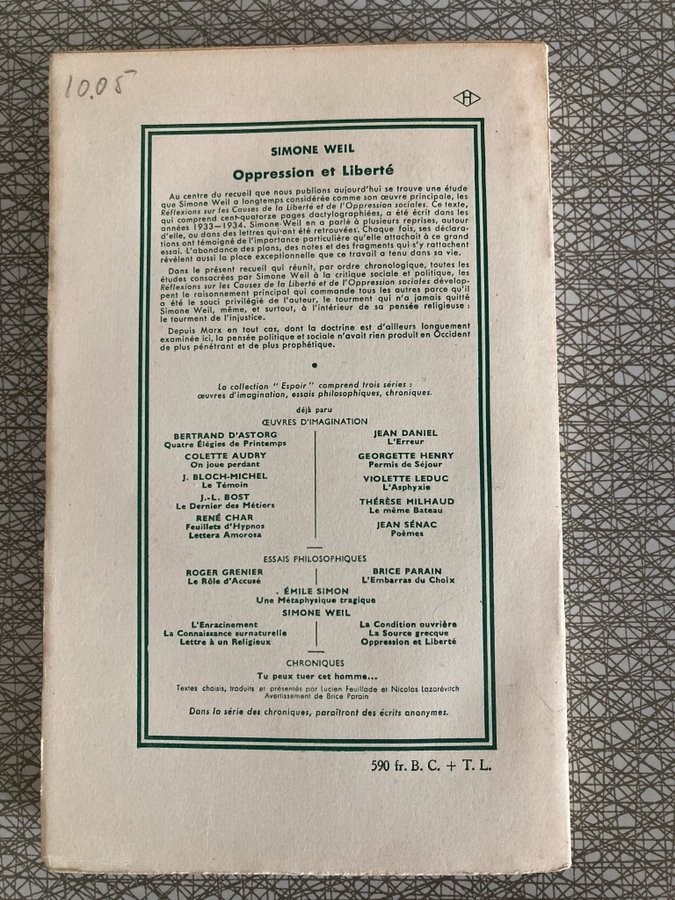 10.05
H
SIMONE WEIL
Oppression et Liberté
Au centre du recueil que nous publions aujourd'hui se trouve une étude
que Simone Weil a longtemps considérée comme son œuvre principale, les
Réflexions sur les Causes de la Liberté et de l'Oppression sociales. Ce texte,
qui comprend cent-quatorze pages dactylographiées, a été écrit dans les
années 1933—1934. Simone Weil en a parlé à plusieurs reprises, autour
d'elle, ou dans des lettres qui ont été retrouvées. Chaque fois, ses déclara-
tions ont témoigné de l'importance particulière qu'elle attachait à ce grand
essai. L'abondance des plans, des notes et des fragments qui s'y rattachent
révèlent aussi la place exceptionnelle que ce travail a tenu dans sa vie.
Dans le présent recueil qui réunit, par ordre chronologique, toutes les
études consacrées par Simone Weil à la critique sociale et politique, les
Réflexions sur les Causes de la Liberté et de l'Oppression sociales dévelop-
pent le raisonnement principal qui commande tous les autres parce qu'il
a été le souci privilégié de l'auteur, le tourment qui n'a jamais quitté
Simone Weil, même, et surtout, à l'intérieur de sa pensée religieuse :
le tourment de l'injustice.
Depuis Marx en tout cas, dont la doctrine est d'ailleurs longuement
examinée ici, la pensée politique et sociale n'avait rien produit en Occident
de plus pénétrant et de plus prophétique.
La collection " Espoir " comprend trois séries :
œuvres d'imagination, essais philosophiques, chroniques.
déjà paru
ŒUVRES D'IMAGINATION
BERTRAND D'ASTORG
Quatre Élégies de Printemps
COLETTE AUDRY
On joue perdant
J. BLOCH-MICHEL
Le Témoin
J.-L. BOST
Le Dernier des Métiers
RENÉ CHAR
Feuillets d'Hypnos
Lettera Amorosa
JEAN DANIEL
L'Erreur
GEORGETTE HENRY
Permis de Séjour
VIOLETTE LEDUC
L'Asphyxie
THÉRÈSE MILHAUD
Le même Bateau
JEAN SÉNAC
Poèmes
ESSAIS PHILOSOPHIQUES
ROGER GRENIER
Le Rôle d'Accusé
BRICE PARAIN
L'Embarras du Choix
ÉMILE SIMON
Une Métaphysique tragique
SIMONE WEIL
L'Enracinement
La Connaissance surnaturelle
Lettre à un Religieux
La Condition ouvrière
La Source grecque
Oppression et Liberté
CHRONIQUES
Tu peux tuer cet homme...
Textes choisis, traduits et présentés par Lucien Feuillade et Nicolas Lazarévitch
Avertissement de Brice Parain
Dans la série des chroniques, paraîtront des écrits anonymes.
590 fr. B. C. + T. L.